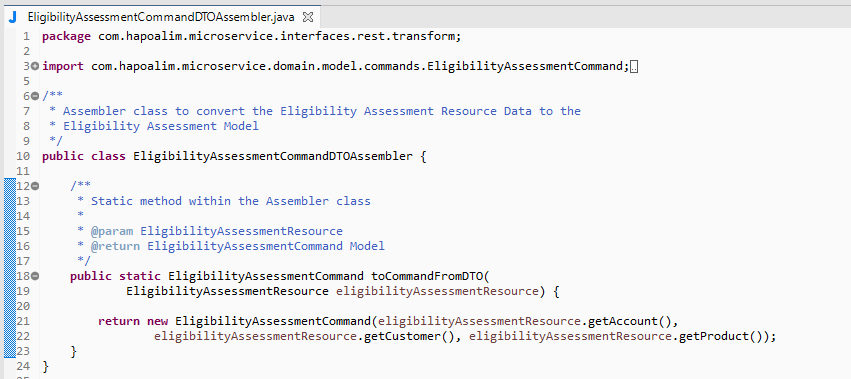 EligibilityAssessmentCommandDTOAssembler.java
1 package com.hapoalim.microservice.interfaces.rest.transform;
2
3 import com.hapoalim.microservice.domain.model.commands.EligibilityAssessmentCommand;
5
6 /**
7 * Assembler class to convert the Eligibility Assessment Resource Data to the
8 * Eligibility Assessment Model
9 */
10 public class EligibilityAssessmentCommandDTOAssembler {
11
12 /**
13 * Static method within the Assembler class
14 *
15 * @param EligibilityAssessmentResource
16 * @return EligibilityAssessmentCommand Model
17 */
18 public static EligibilityAssessmentCommand toCommandFromDTO(
19 EligibilityAssessmentResource eligibilityAssessmentResource) {
20
21 return new EligibilityAssessmentCommand(eligibilityAssessmentResource.getAccount(),
22 eligibilityAssessmentResource.getCustomer(), eligibilityAssessmentResource.getProduct());
23 }
24 }